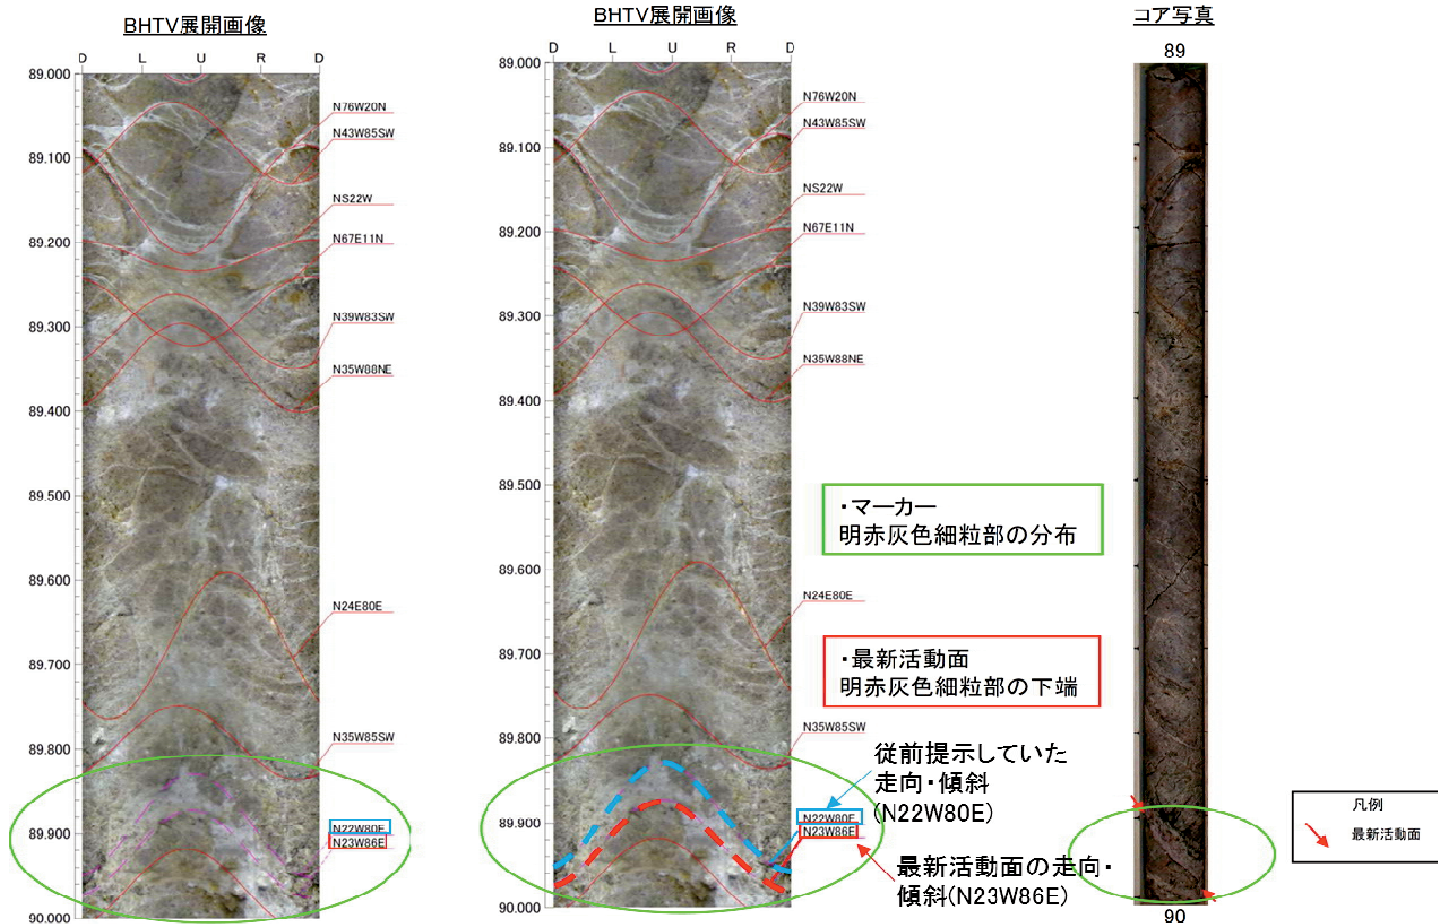 BHTV展開画像
D L U R D
89.000
89.100
89.200
89.300
89.400
89.500
89.600
89.700
89.800
89.900
90.000
N76W20N
N43W85SW
NS22W
N67E11N
N39W83SW
N35W88NE
N24E80E
N35W85SW
N22W80E
N23W86E
BHTV展開画像
D L U R D
89.000
89.100
89.200
89.300
89.400
89.500
89.600
89.700
89.800
89.900
90.000
N76W20N
N43W85SW
NS22W
N67E11N
N39W83SW
N35W88NE
N24E80E
N35W85SW
N22W80E
N23W86E
・マーカー
明赤灰色細粒部の分布
・最新活動面
明赤灰色細粒部の下端
従前提示していた
走向・傾斜
(N22W80E)
最新活動面の走向・
傾斜(N23W86E)
コア写真
89
90
凡例
最新活動面